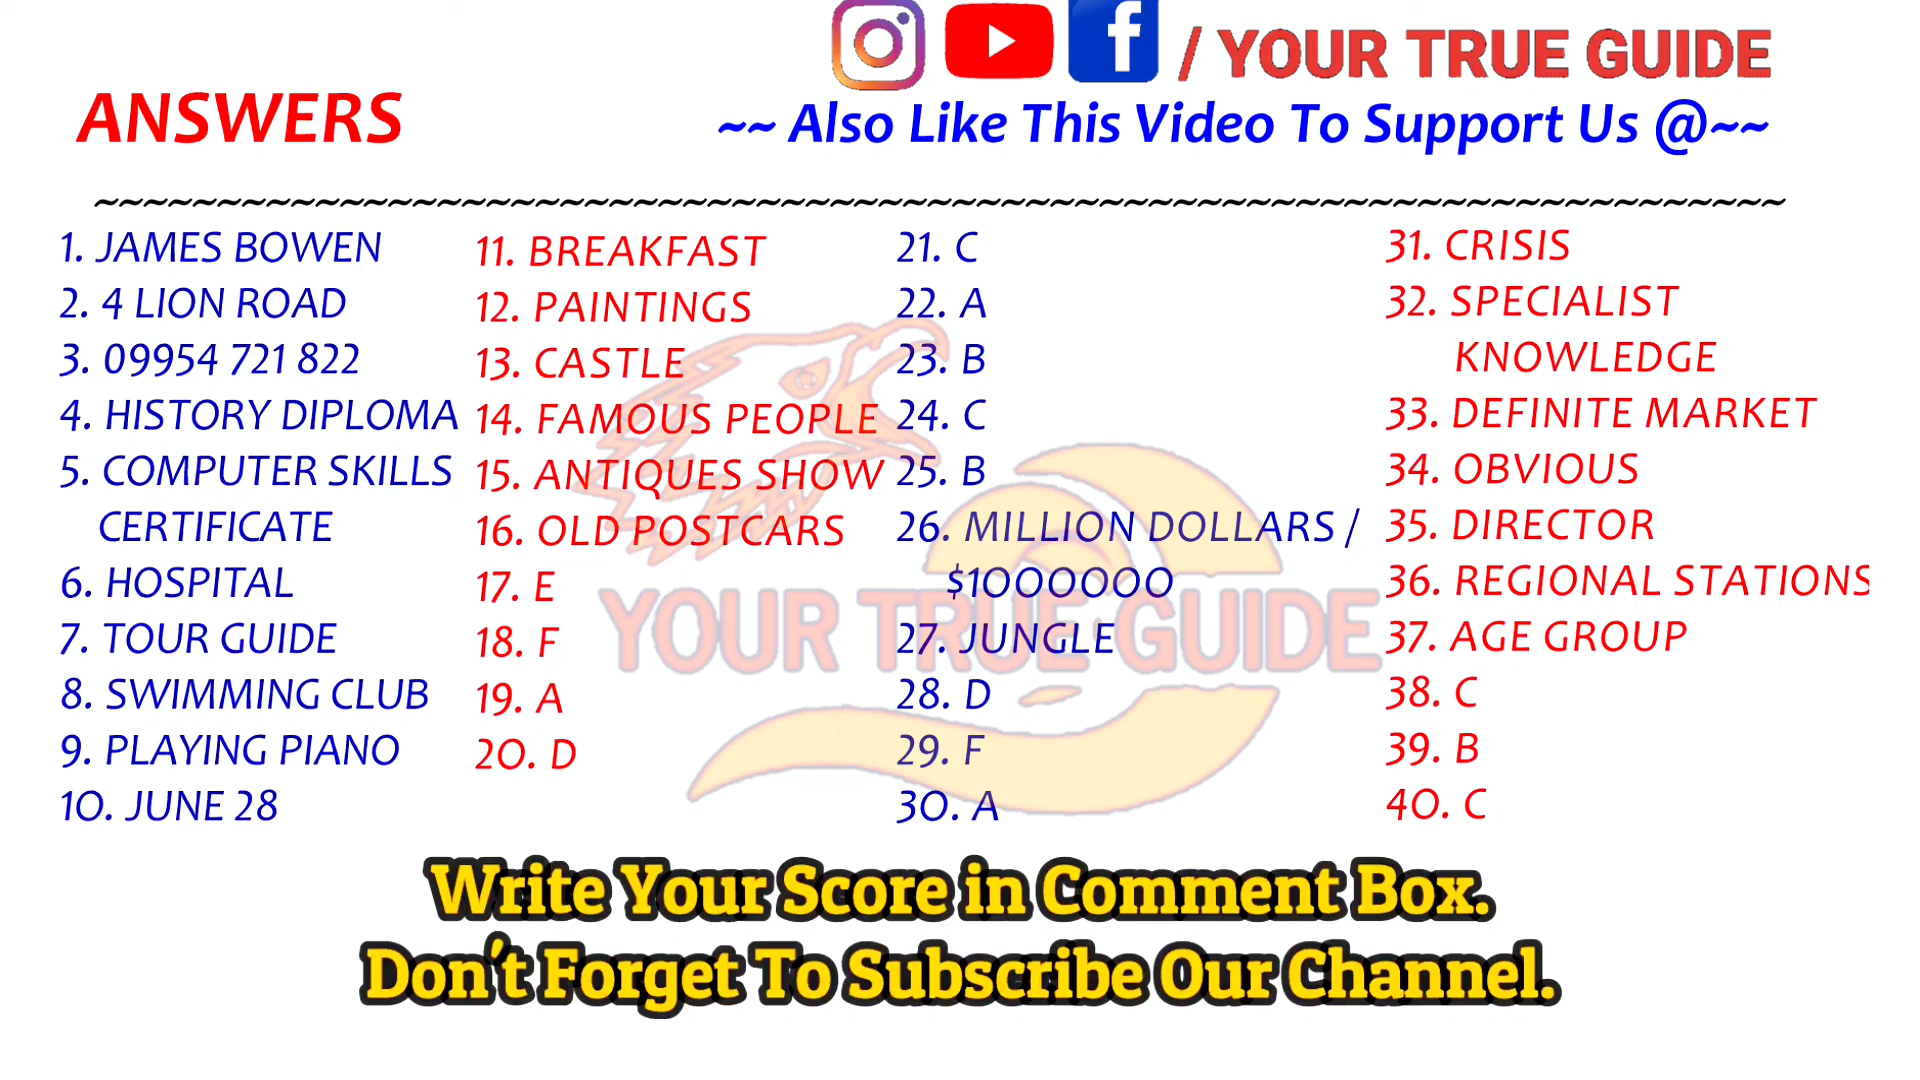 / YOUR TRUE GUIDE
ANSWERS
~~ Also Like This Video To Support Us @~~
~~~~~~~~~~~~~~~~~~~~~~~~~~~~~~~~~~~~~~~~~~~~~~~~~~~~~~~~~~~~~~~~~~~~~~
1. JAMES BOWEN
2. 4 LION ROAD
3. 09954 721 822
4. HISTORY DIPLOMA
5. COMPUTER SKILLS
CERTIFICATE
6. HOSPITAL
7. TOUR GUIDE
8. SWIMMING CLUB
9. PLAYING PIANO
10. JUNE 28
11. BREAKFAST
12. PAINTINGS
13. CASTLE
14. FAMOUS PEOPLE
15. ANTIQUES SHOW
16. OLD POSTCARS
17. E
18. F
19. A
20. D
21. C
22. A
23. B
24. C
25. B
26. MILLION DOLLARS /
$1000000
27. JUNGLE
28. D
29. F
30. A
31. CRISIS
32. SPECIALIST
KNOWLEDGE
33. DEFINITE MARKET
34. OBVIOUS
35. DIRECTOR
36. REGIONAL STATIONS
37. AGE GROUP
38. C
39. B
40. C
YOUR TRUE GUIDE
Write Your Score in Comment Box.
Don't Forget To Subscribe Our Channel.